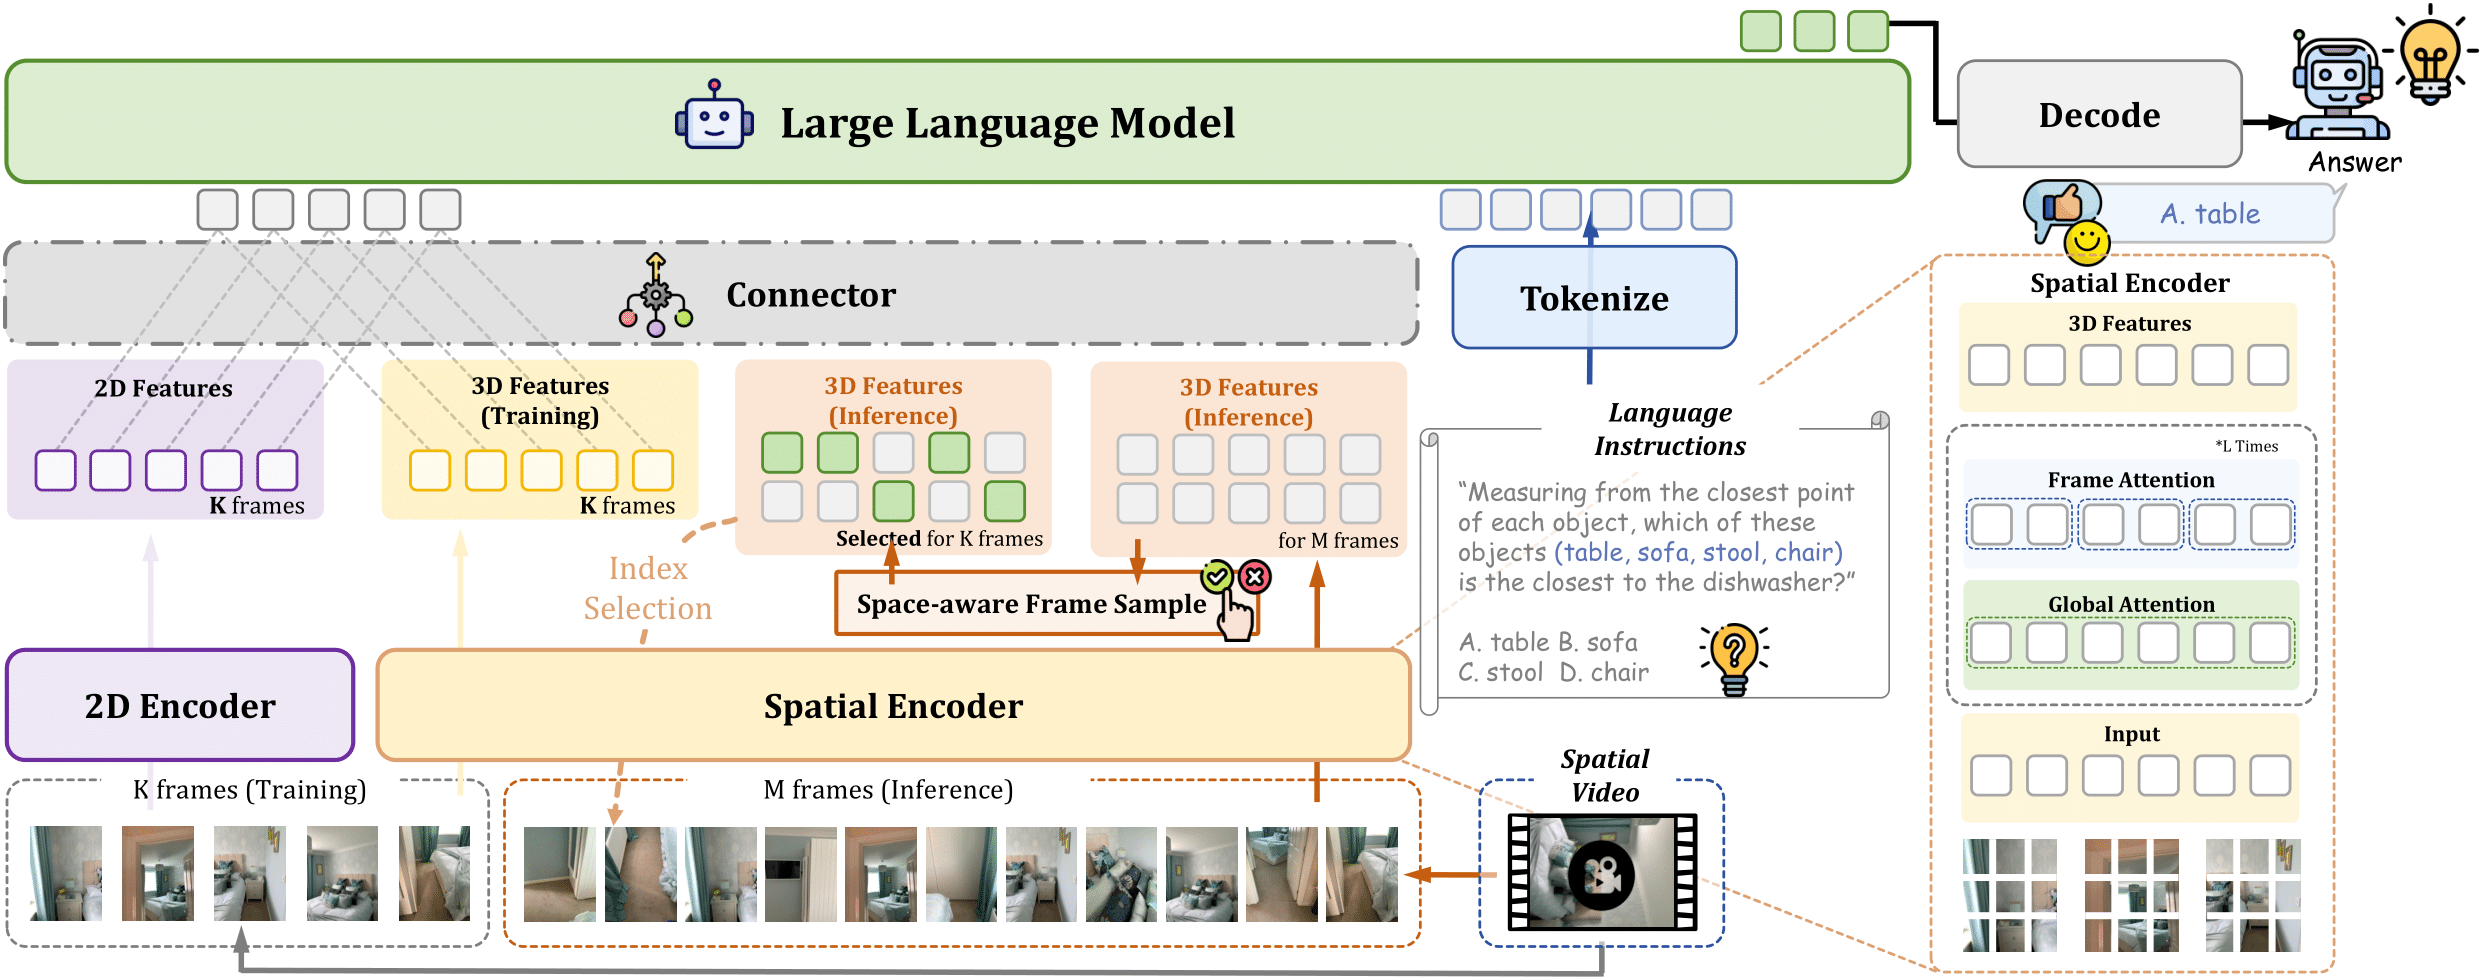 Large Language Model
Decode
Answer
A. table
Connector
Tokenize
2D Features
K frames
3D Features
(Training)
K frames
3D Features
(Inference)
Selected for K frames
3D Features
(Inference)
for M frames
Index
Selection
Space-aware Frame Sample
2D Encoder
Spatial Encoder
K frames (Training)
M frames (Inference)
Language
Instructions
“Measuring from the closest point
of each object, which of these
objects (table, sofa, stool, chair)
is the closest to the dishwasher?”
A. table B. sofa
C. stool D. chair
Spatial
Video
Spatial Encoder
3D Features
*L Times
Frame Attention
Global Attention
Input